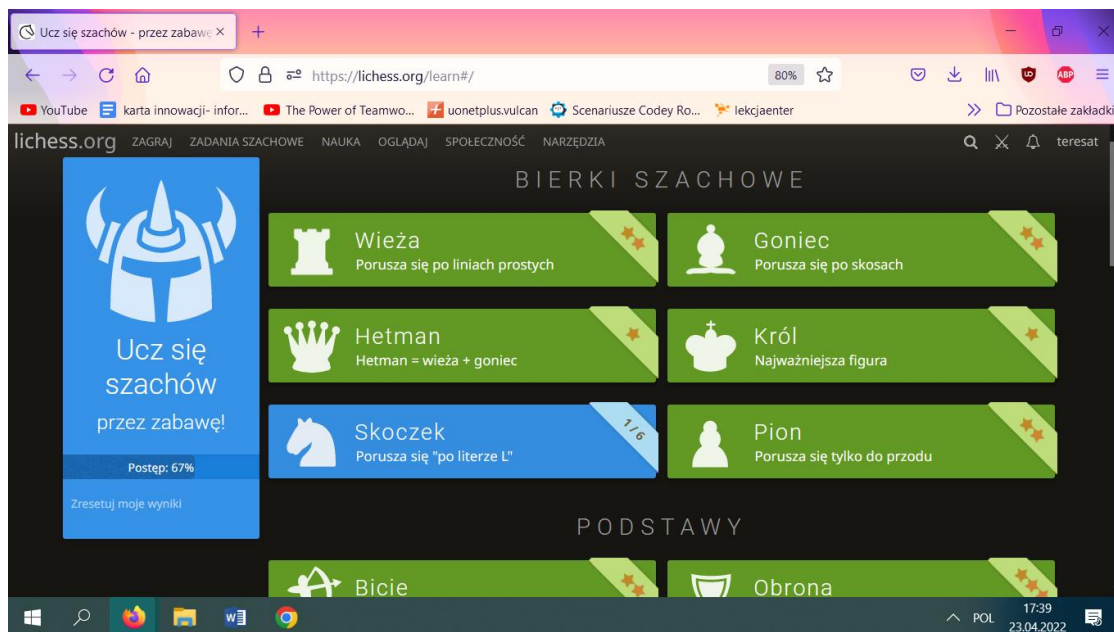 Ucz się szachów - przez zabawę
https://lichess.org/learn#/
80%
YouTube karta innowacji- infor... The Power of Teamwo... uonetplus.vulcan Scenariusze Codey Ro... lekcjaenter Pozostałe zakładki
lichess.org ZAGRAJ ZADANIA SZACHOWE NAUKA OGLĄDAJ SPOŁECZNOŚĆ NARZĘDZIA teresat
Ucz się
szachów
przez zabawę!
Postęp: 67%
Zresetuj moje wyniki
BIERKI SZACHOWE
Wieża
Porusza się po liniach prostych
Goniec
Porusza się po skosach
Hetman
Hetman = wieża + goniec
Król
Najważniejsza figura
Skoczek
Porusza się "po literze L"
1/6
Pion
Porusza się tylko do przodu
PODSTAWY
Bicie
Obrona
POL
17:39
23.04.2022